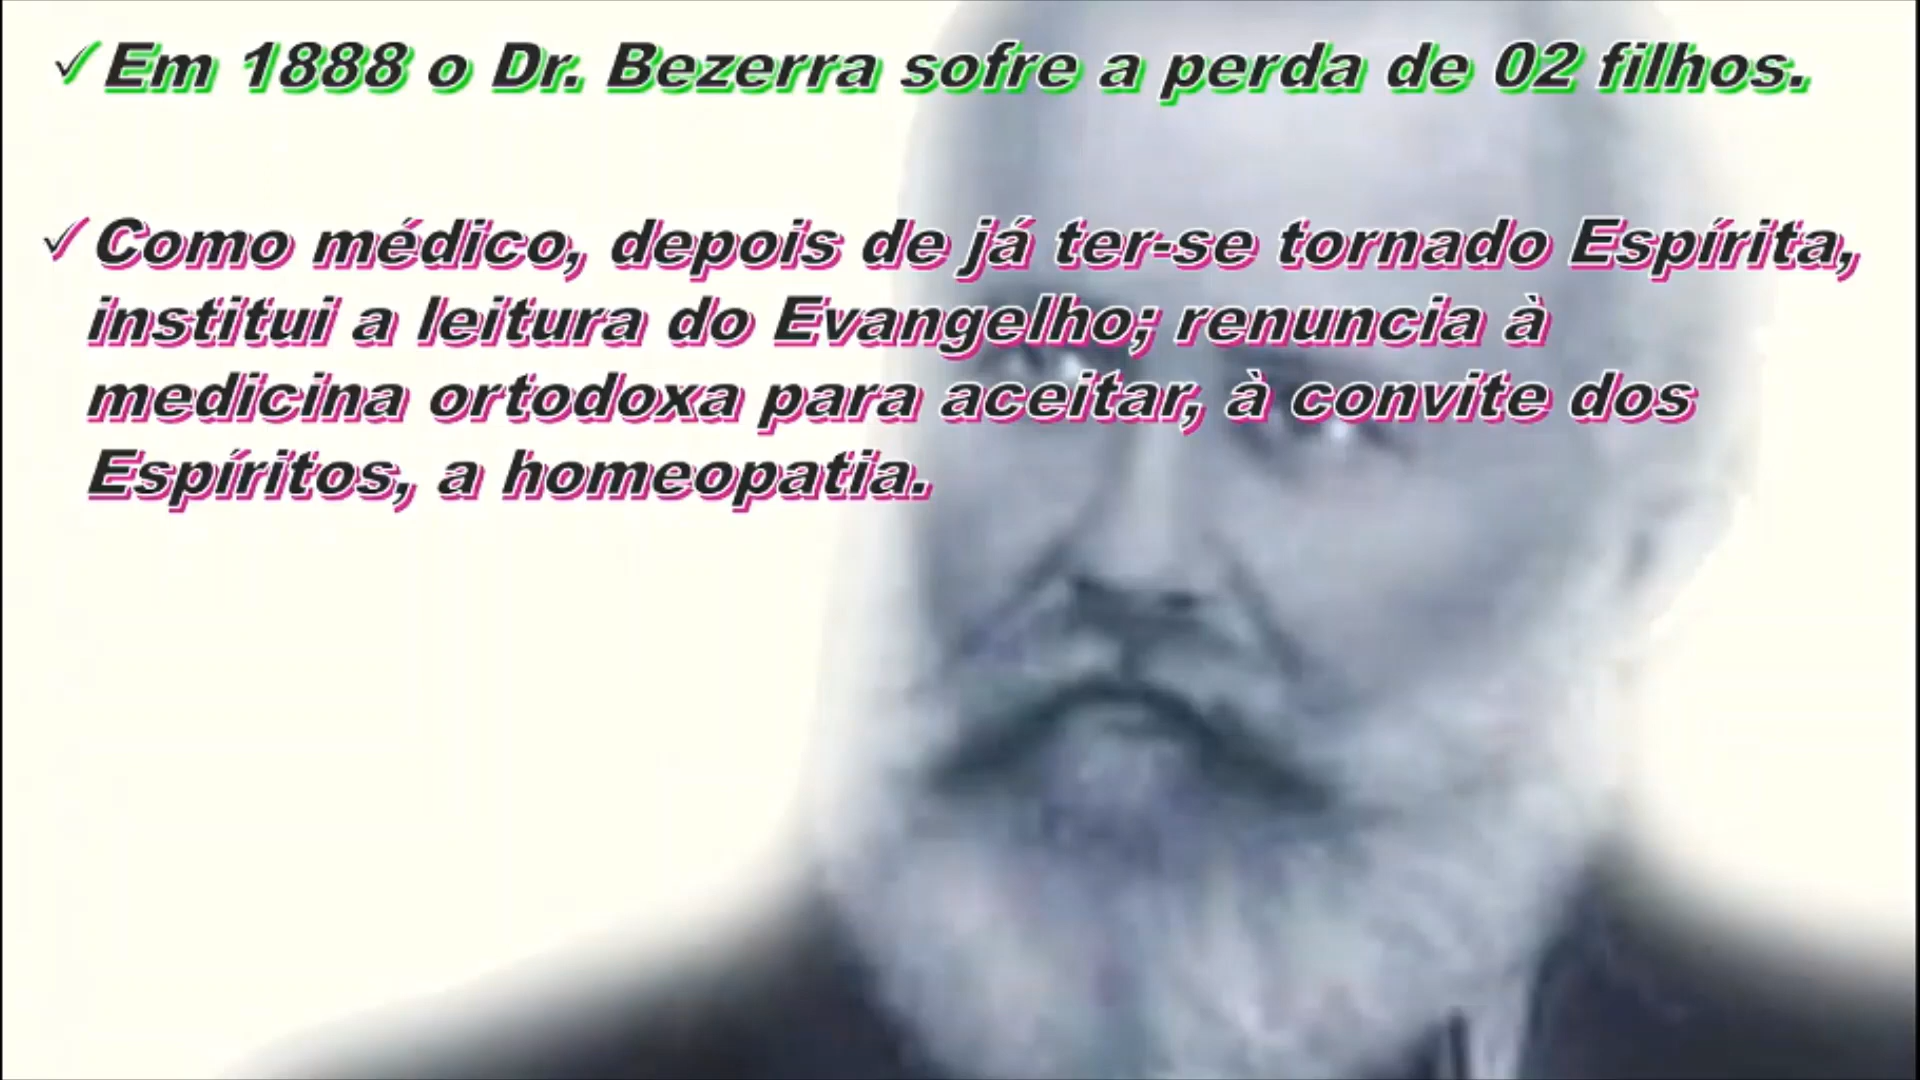 ✓Em 1888 o Dr. Bezerra sofre a perda de 02 filhos.
✓Como médico, depois de já ter-se tornado Espírita,
institui a leitura do Evangelho; renuncia à
medicina ortodoxa para aceitar, à convite dos
Espíritos, a homeopatia.